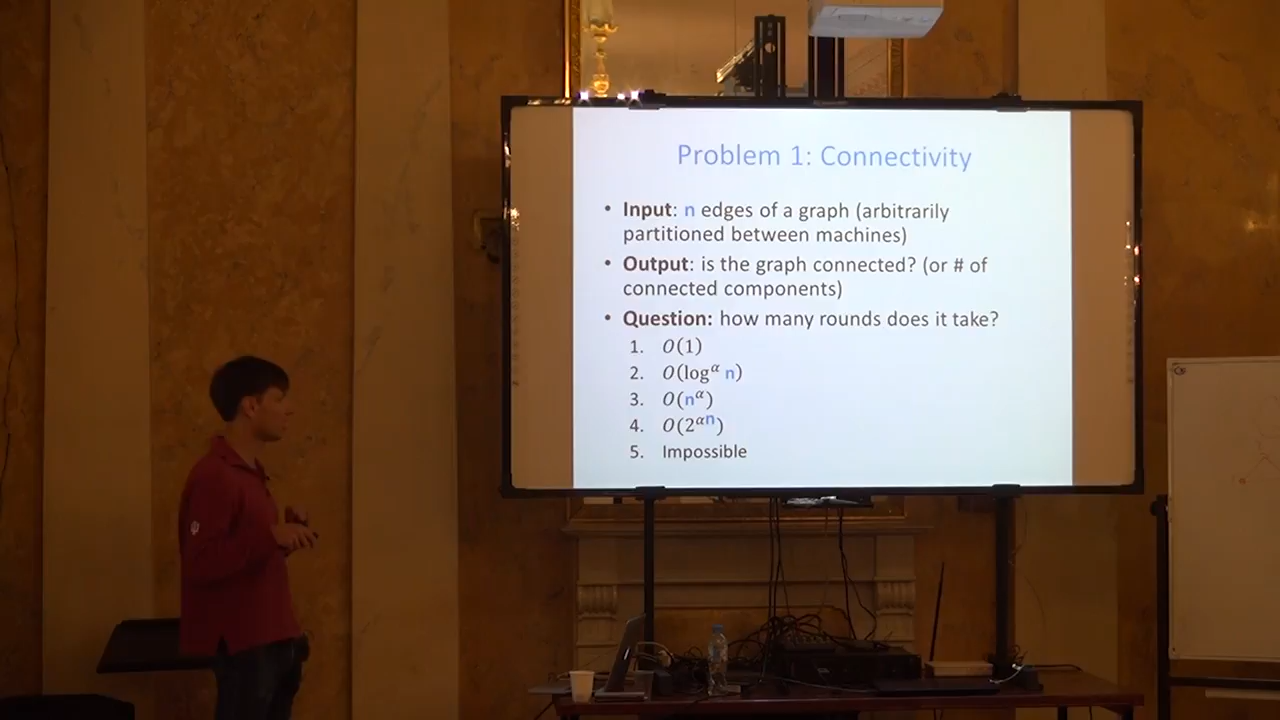 Problem 1: Connectivity
• Input: n edges of a graph (arbitrarily
partitioned between machines)
• Output: is the graph connected? (or # of
connected components)
• Question: how many rounds does it take?
1. O(1)
2. O(log^α n)
3. O(n^α)
4. O(2^{αn})
5. Impossible